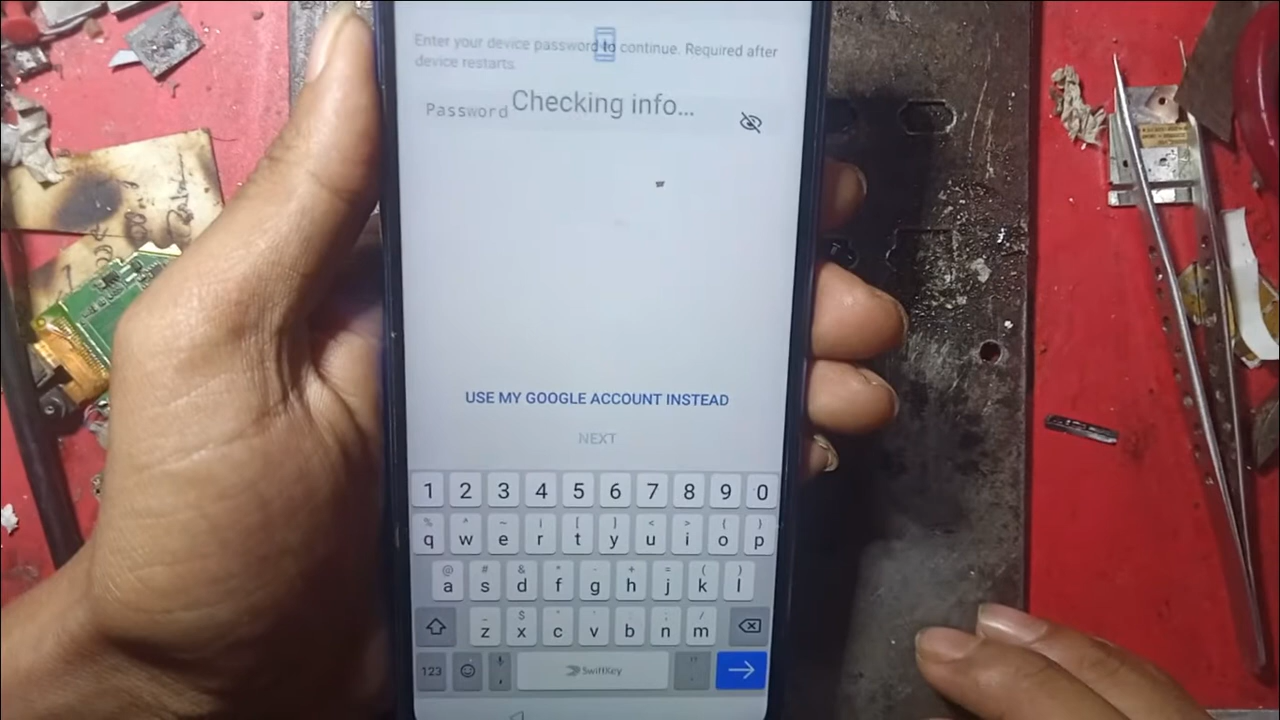 Enter your device password to continue. Required after
device restarts.
Password
Checking info...
USE MY GOOGLE ACCOUNT INSTEAD
NEXT
1 2 3 4 5 6 7 8 9 0
q w e r t y u i o p
a s d f g h j k l
z x c v b n m
123 SwiftKey